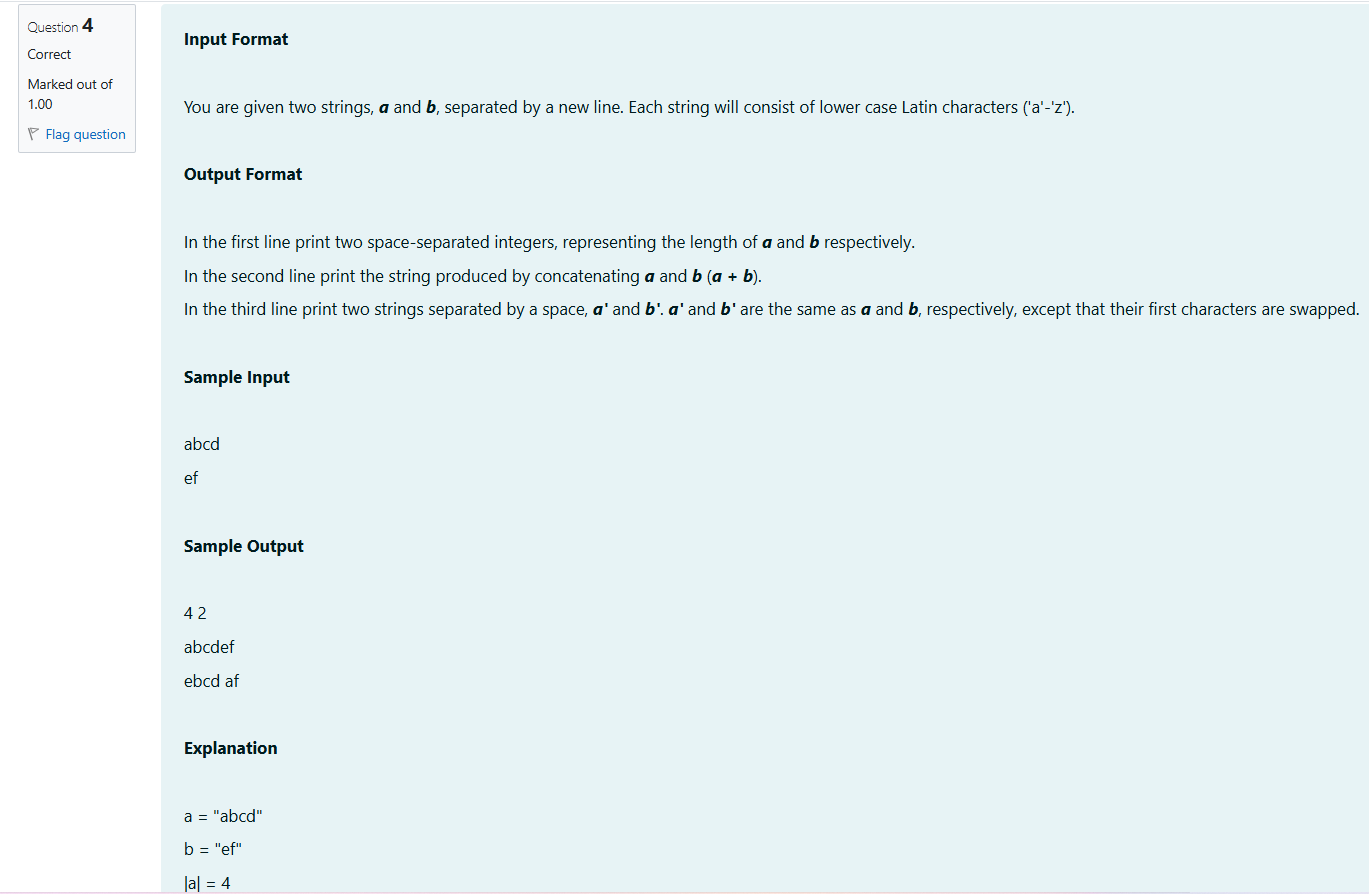 Question 4
Correct
Marked out of
1.00
Flag question
Input Format
You are given two strings, a and b, separated by a new line. Each string will consist of lower case Latin characters ('a'-'z').
Output Format
In the first line print two space-separated integers, representing the length of a and b respectively.
In the second line print the string produced by concatenating a and b (a + b).
In the third line print two strings separated by a space, a' and b'. a' and b' are the same as a and b, respectively, except that their first characters are swapped.
Sample Input
abcd
ef
Sample Output
4 2
abcdef
ebcd af
Explanation
a = "abcd"
b = "ef"
|a| = 4